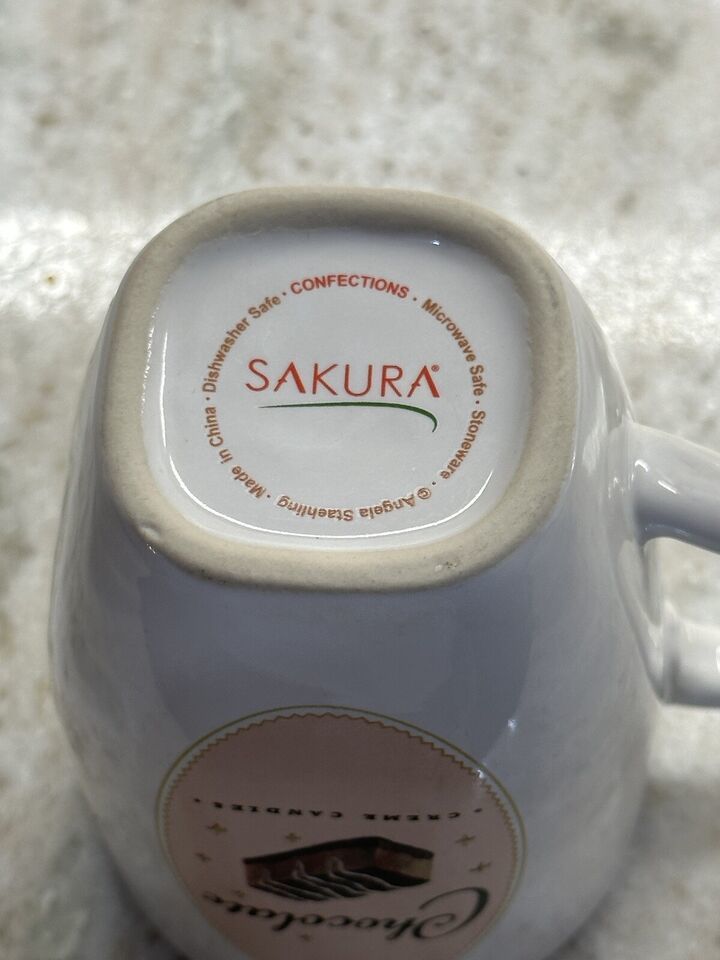 CONFECTIONS · Microwave Safe · Stoneware · © Angela Staehling · Made in China · Dishwasher Safe ·
SAKURA®
Chocolate
· CREME CANDIES ·